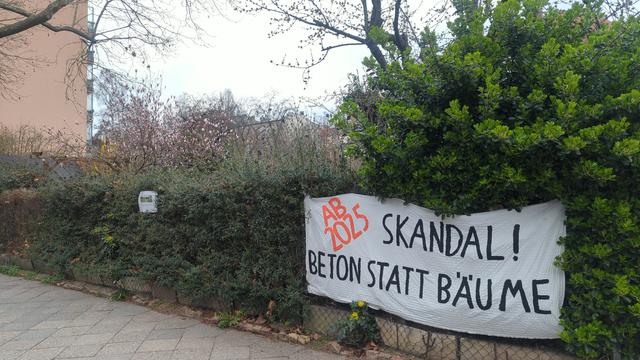 AB
2025
SKANDAL!
BETON STATT BÄUME